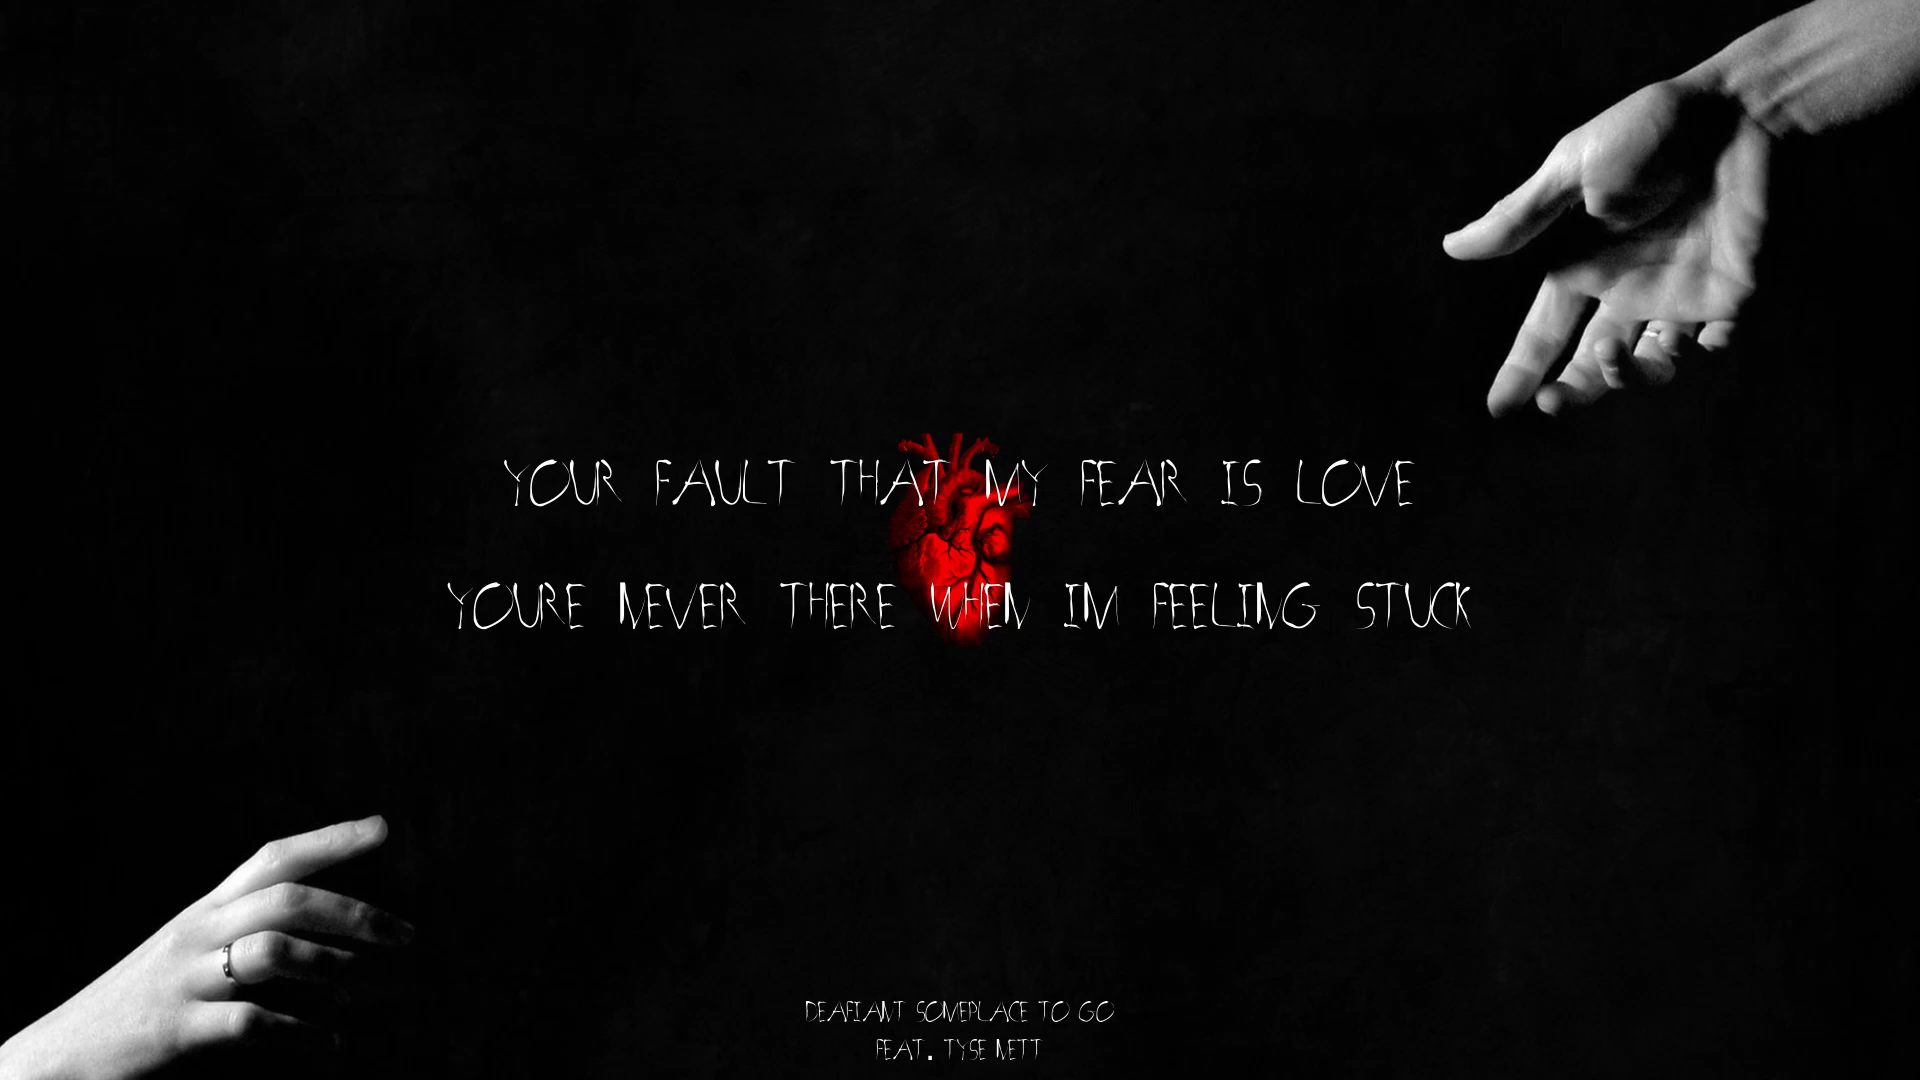 YOUR FAULT THAT MY FEAR IS LOVE
YOURE NEVER THERE WHEN IM FEELING STUCK
DEAFIANT SOMEPLACE TO GO
FEAT. TYSE NETT